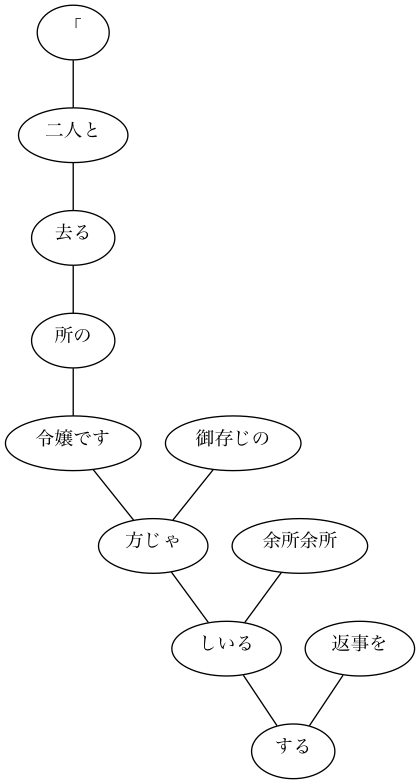 「
二人と
去る
所の
令嬢です
御存じの
方じゃ
余所余所
しいる
返事を
する